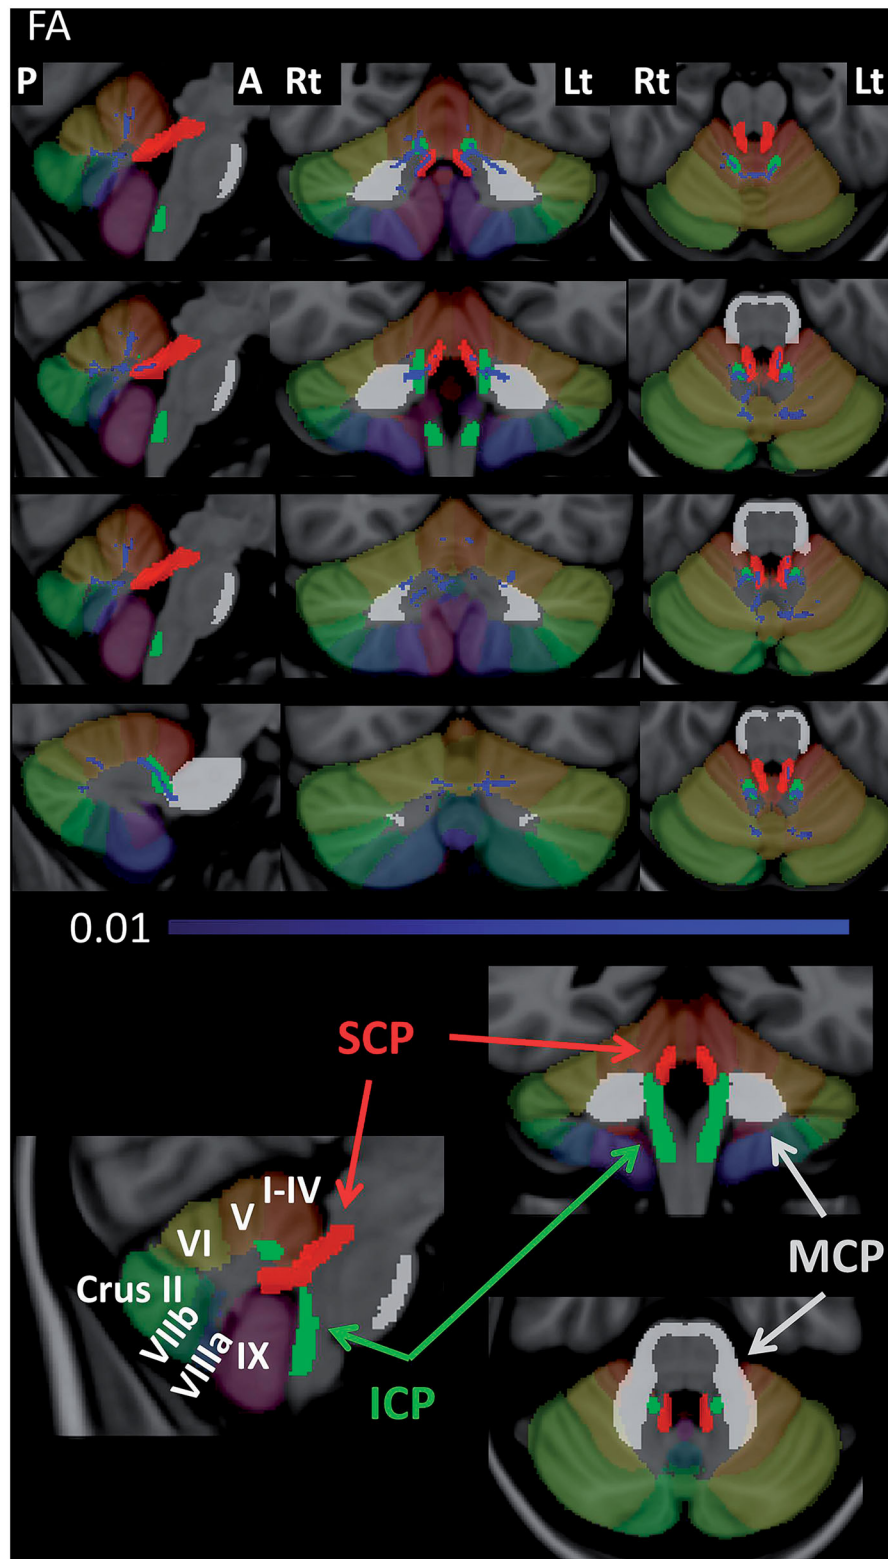 FA
P A Rt Lt Rt Lt
0.01
SCP
I-IV
V
VI
MCP
Crus II
VIIb
VIIIa
IX
ICP